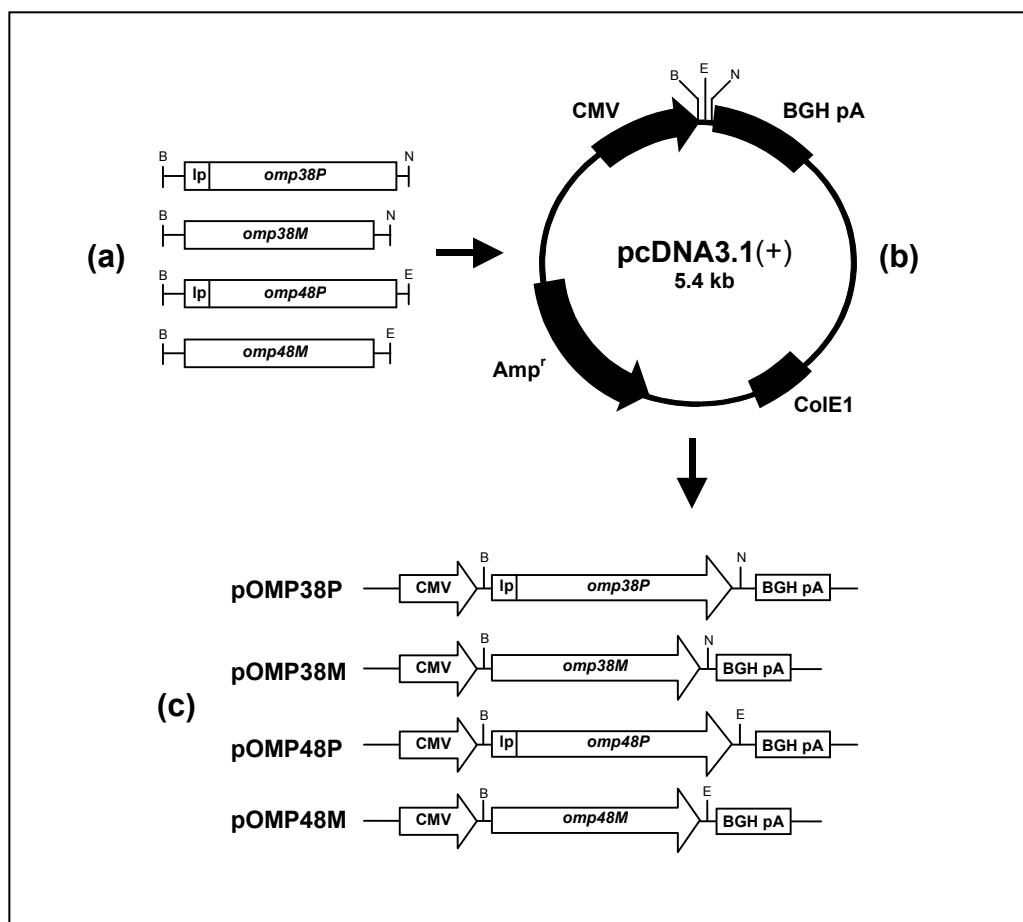 (a)
B
lp omp38P
N
B
omp38M
N
B
lp omp48P
E
B
omp48M
E
B E N
CMV
BGH pA
pcDNA3.1(+)
5.4 kb
(b)
Ampʳ
ColE1
(c)
pOMP38P
CMV
B
lp omp38P
N
BGH pA
pOMP38M
CMV
B
omp38M
N
BGH pA
pOMP48P
CMV
B
lp omp48P
E
BGH pA
pOMP48M
CMV
B
omp48M
E
BGH pA